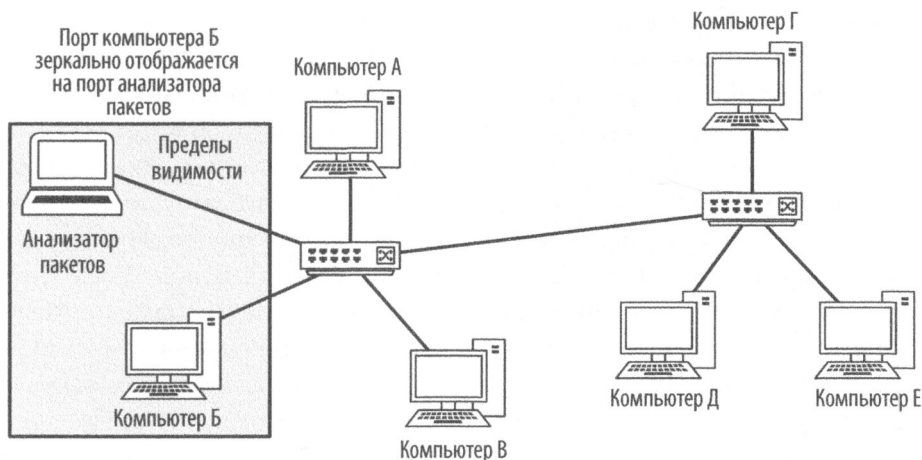 Порт компьютера Б
зеркально отображается
на порт анализатора
пакетов
Пределы
видимости
Анализатор
пакетов
Компьютер Б
Компьютер А
Компьютер В
Компьютер Г
Компьютер Д
Компьютер Е